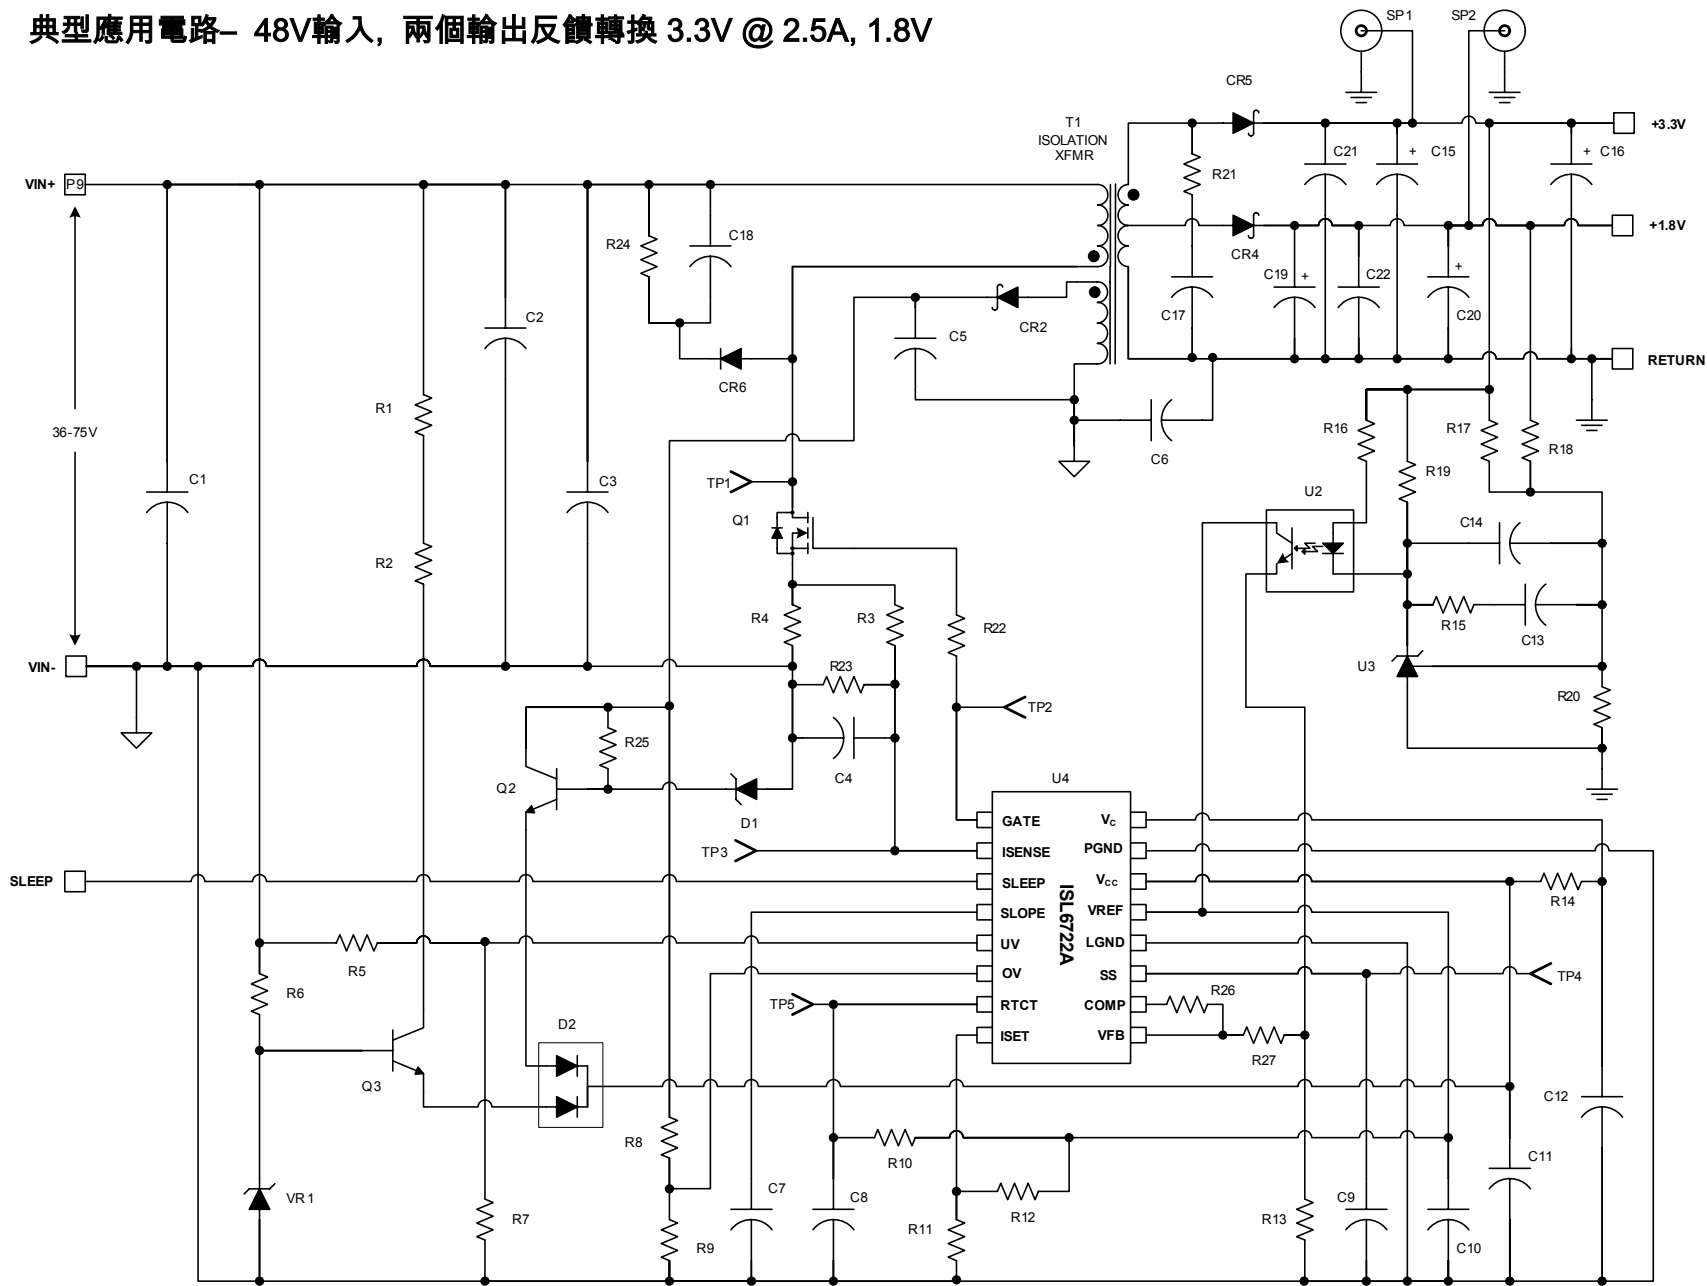 典型應用電路– 48V輸入, 兩個輸出反饋轉換 3.3V @ 2.5A, 1.8V
SP1
SP2
CR5
T1
ISOLATION
XFMR
+3.3V
C21
+ C15
+ C16
R21
VIN+
P9
R24
C18
CR4
+1.8V
C19 +
C22
+
C20
C17
CR2
C5
C2
CR6
RETURN
R1
36-75V
C6
R16
R17
R18
R19
C1
C3
TP1
U2
Q1
C14
R2
R4
R3
R22
R15
C13
VIN-
R23
U3
R20
TP2
R25
C4
Q2
D1
U4
GATE
VC
TP3
ISENSE
PGND
SLEEP
SLEEP
VCC
R14
SLOPE
VREF
ISL6722A
UV
LGND
R5
OV
SS
TP4
R6
TP5
RTCT
COMP
R26
D2
ISET
VFB
R27
Q3
C12
R8
R10
C11
VR1
C7
C8
R12
C9
R7
R9
R11
R13
C10